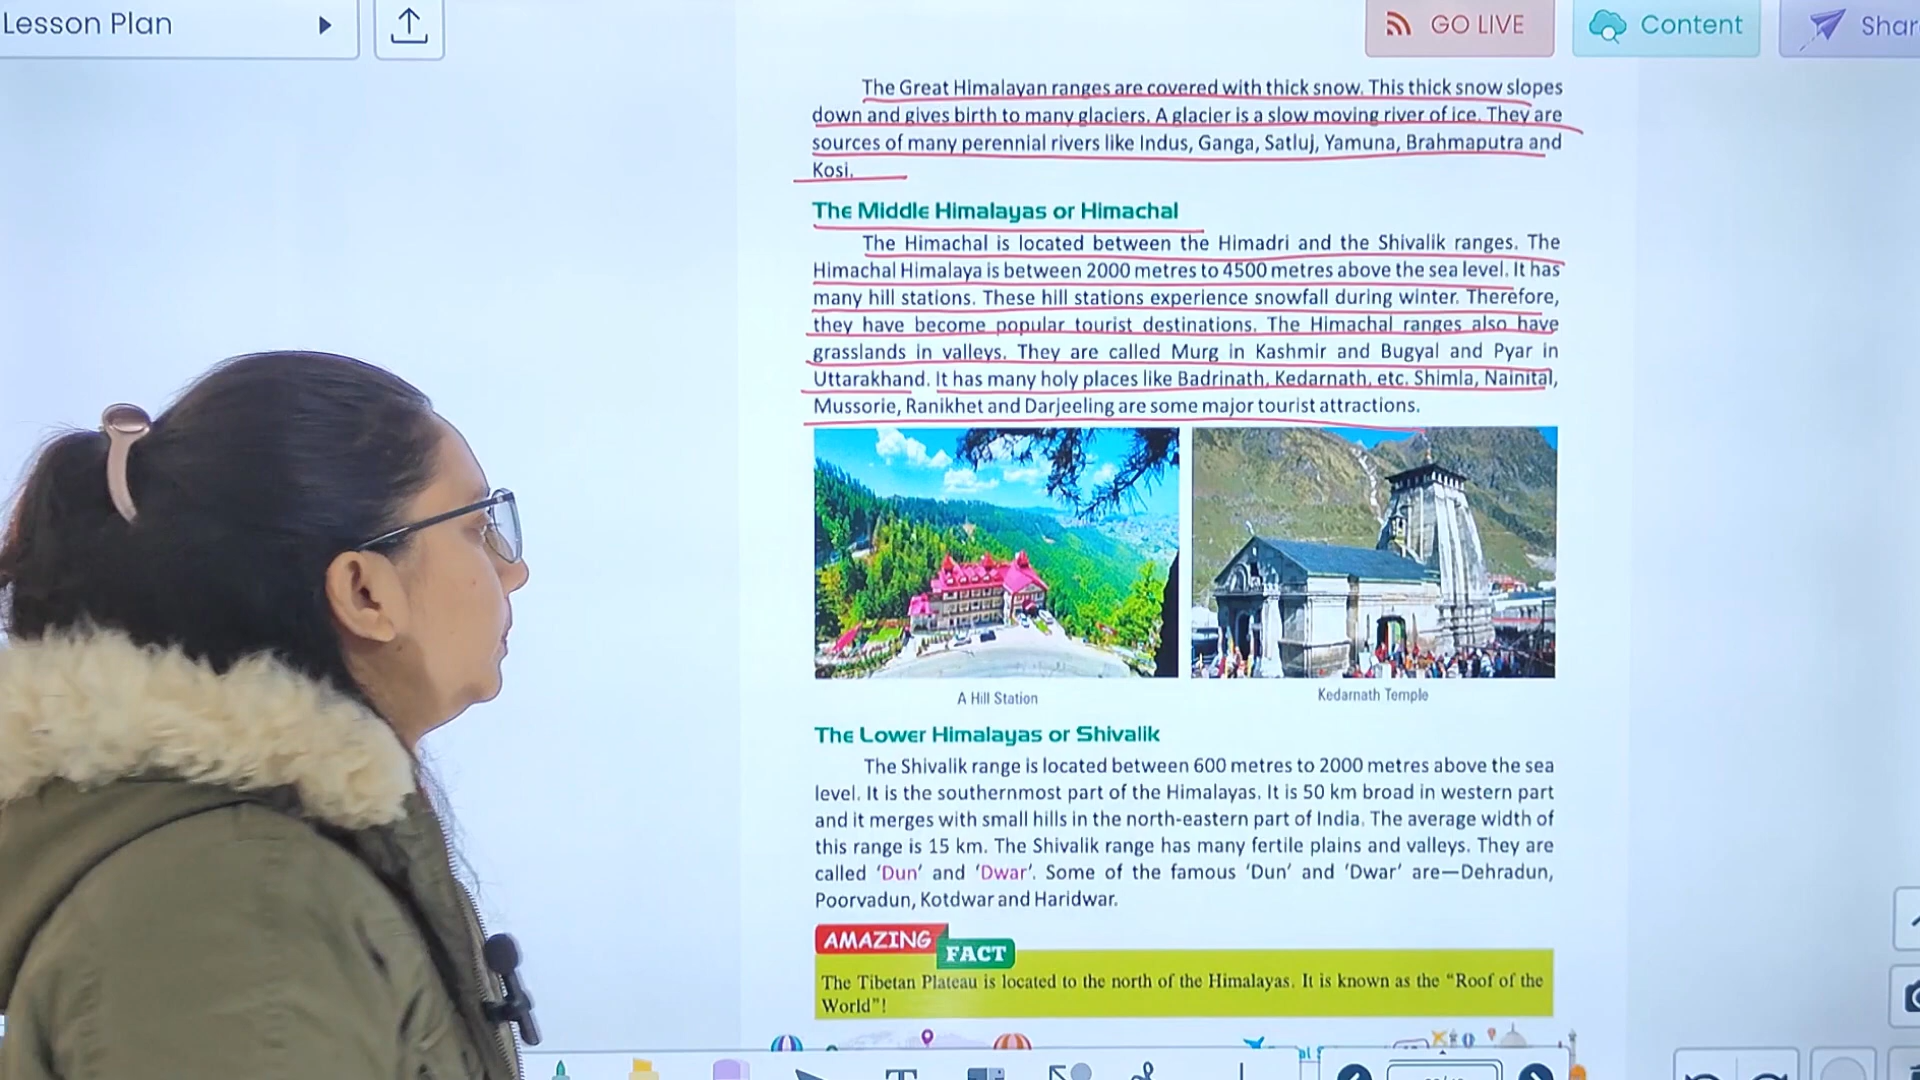 Lesson Plan
GO LIVE
Content
Shar
The Great Himalayan ranges are covered with thick snow. This thick snow slopes
down and gives birth to many glaciers. A glacier is a slow moving river of ice. They are
sources of many perennial rivers like Indus, Ganga, Satluj, Yamuna, Brahmaputra and
Kosi.
The Middle Himalayas or Himachal
The Himachal is located between the Himadri and the Shivalik ranges. The
Himachal Himalaya is between 2000 metres to 4500 metres above the sea level. It has
many hill stations. These hill stations experience snowfall during winter. Therefore,
they have become popular tourist destinations. The Himachal ranges also have
grasslands in valleys. They are called Murg in Kashmir and Bugyal and Pyar in
Uttarakhand. It has many holy places like Badrinath, Kedarnath, etc. Shimla, Nainital,
Mussorie, Ranikhet and Darjeeling are some major tourist attractions.
A Hill Station
Kedarnath Temple
The Lower Himalayas or Shivalik
The Shivalik range is located between 600 metres to 2000 metres above the sea
level. It is the southernmost part of the Himalayas. It is 50 km broad in western part
and it merges with small hills in the north-eastern part of India. The average width of
this range is 15 km. The Shivalik range has many fertile plains and valleys. They are
called ‘Dun’ and ‘Dwar’. Some of the famous ‘Dun’ and ‘Dwar’ are—Dehradun,
Poorvadun, Kotdwar and Haridwar.
AMAZING
FACT
The Tibetan Plateau is located to the north of the Himalayas. It is known as the “Roof of the
World”!